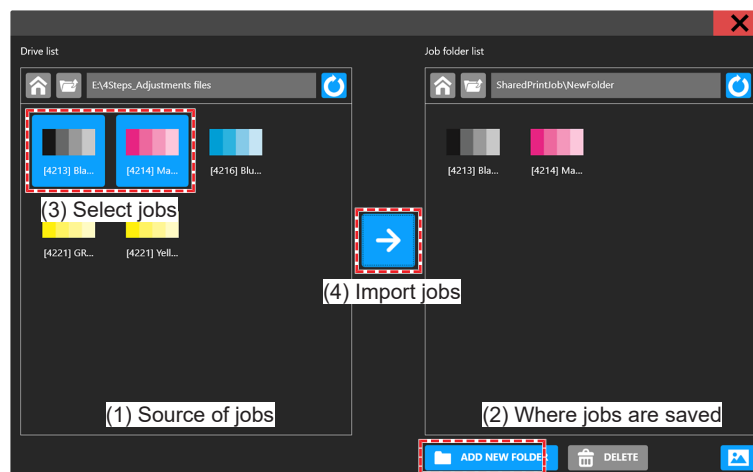 Drive list
Job folder list
E:\4Steps_Adjustments files
SharedPrintJob\NewFolder
[4213] Bla...
[4214] Ma...
[4216] Blu...
[4213] Bla...
[4214] Ma...
(3) Select jobs
[4221] GR...
[4221] Yell...
(4) Import jobs
(1) Source of jobs
(2) Where jobs are saved
ADD NEW FOLDER
DELETE